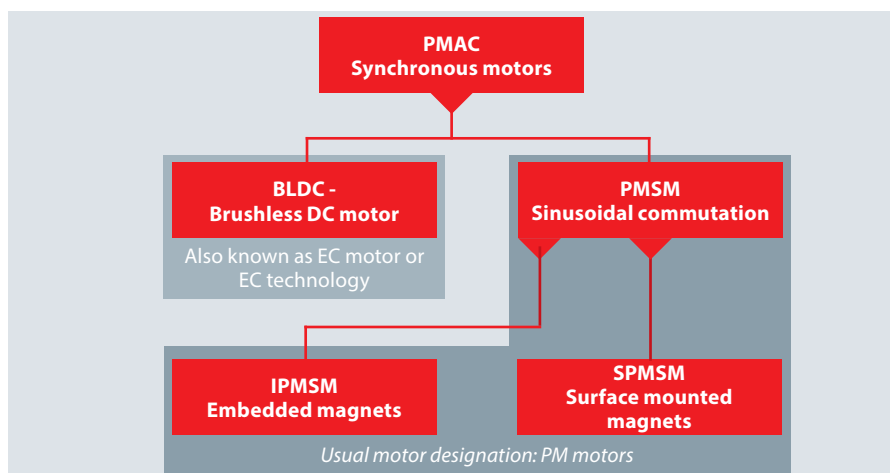 PMAC
Synchronous motors
BLDC -
Brushless DC motor
PMSM
Sinusoidal commutation
Also known as EC motor or
EC technology
IPMSM
Embedded magnets
SPMSM
Surface mounted
magnets
Usual motor designation: PM motors